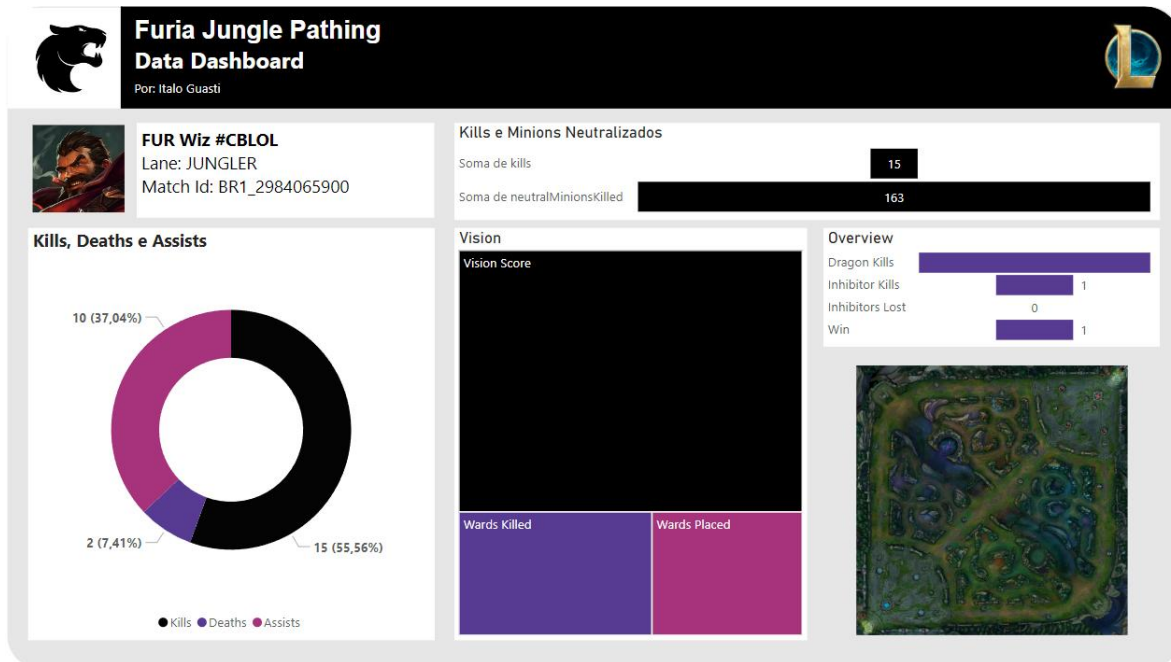 Furia Jungle Pathing
Data Dashboard
Por: Italo Guasti
FUR Wiz #CBLOL
Lane: JUNGLER
Match Id: BR1_2984065900
Kills e Minions Neutralizados
Soma de kills
15
Soma de neutralMinionsKilled
163
Kills, Deaths e Assists
10 (37,04%)
2 (7,41%)
15 (55,56%)
Kills Deaths Assists
Vision
Vision Score
Wards Killed
Wards Placed
Overview
Dragon Kills
Inhibitor Kills 1
Inhibitors Lost 0
Win 1